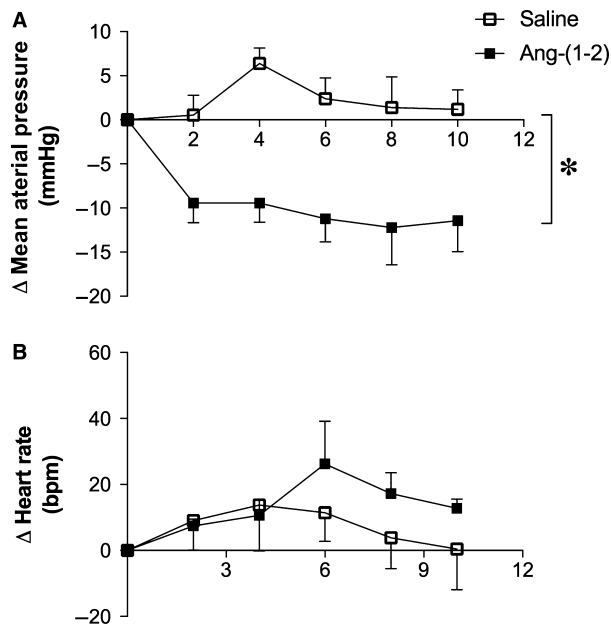 A
Saline
Ang-(1-2)
Δ Mean aterial pressure
(mmHg)
10
5
0
–5
–10
–15
–20
2 4 6 8 10 12
*
B
Δ Heart rate
(bpm)
60
40
20
0
–20
3 6 9 12